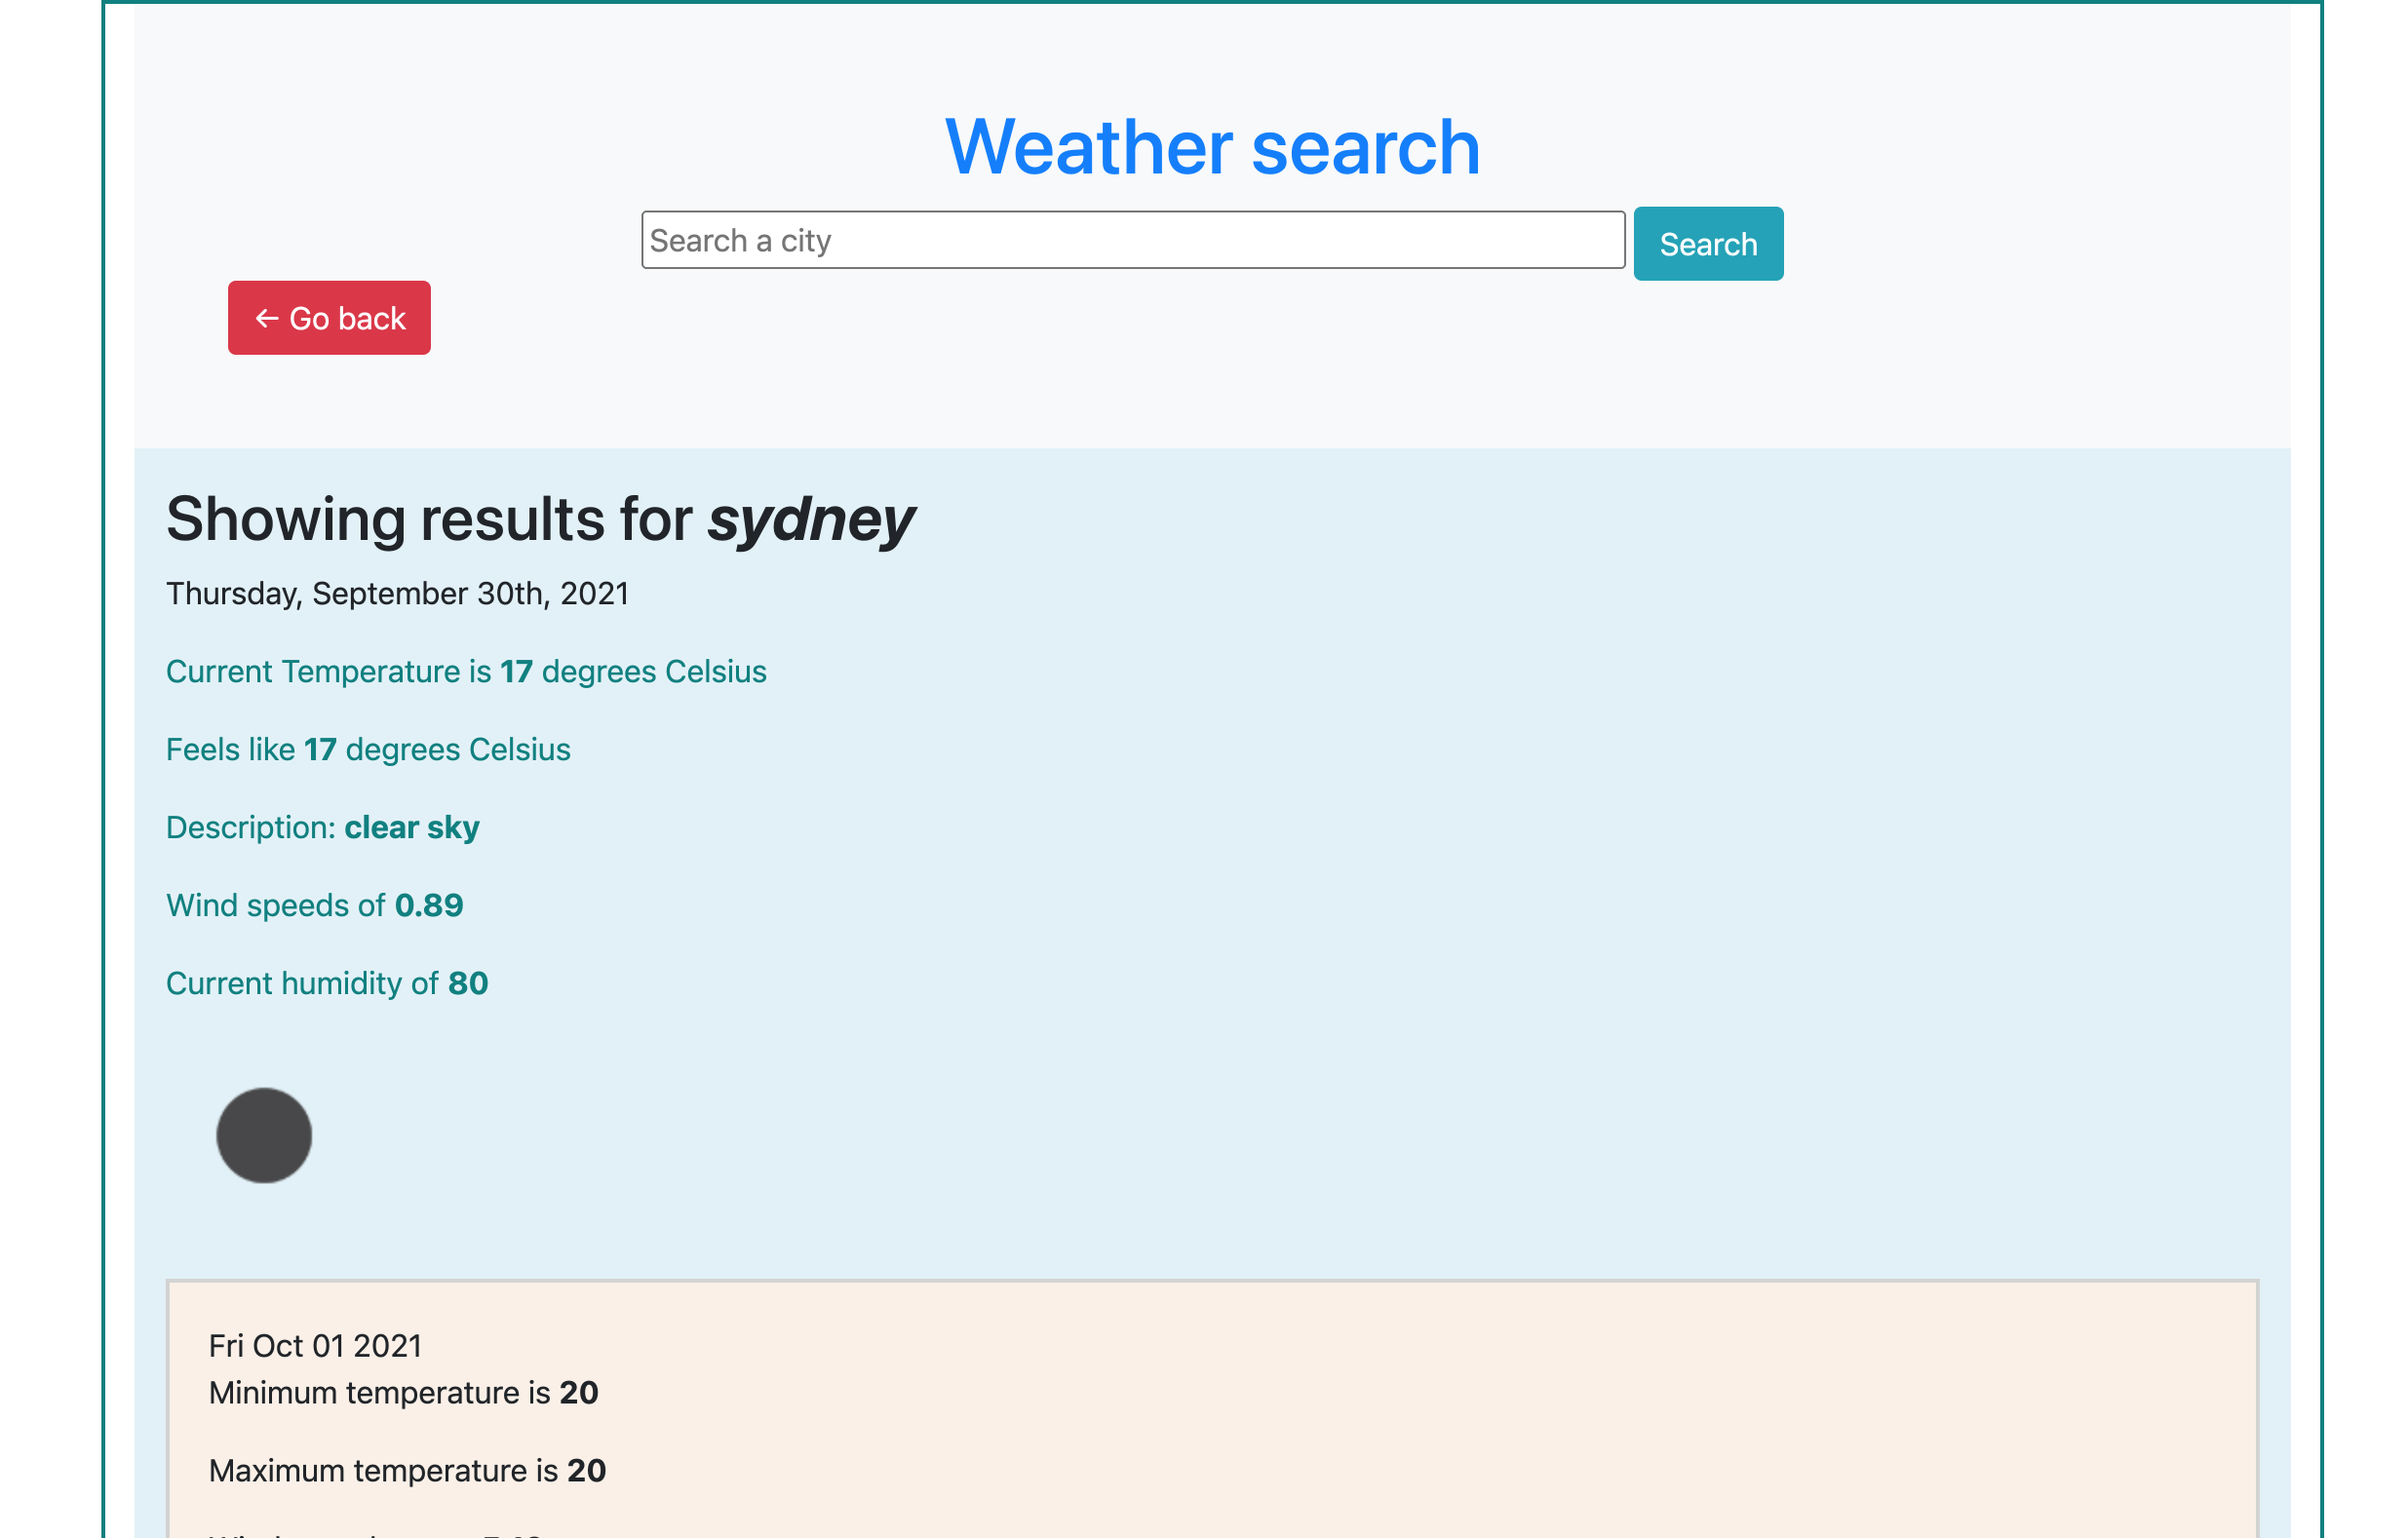 Weather search
Search a city
Search
← Go back
Showing results for sydney
Thursday, September 30th, 2021
Current Temperature is 17 degrees Celsius
Feels like 17 degrees Celsius
Description: clear sky
Wind speeds of 0.89
Current humidity of 80
Fri Oct 01 2021
Minimum temperature is 20
Maximum temperature is 20